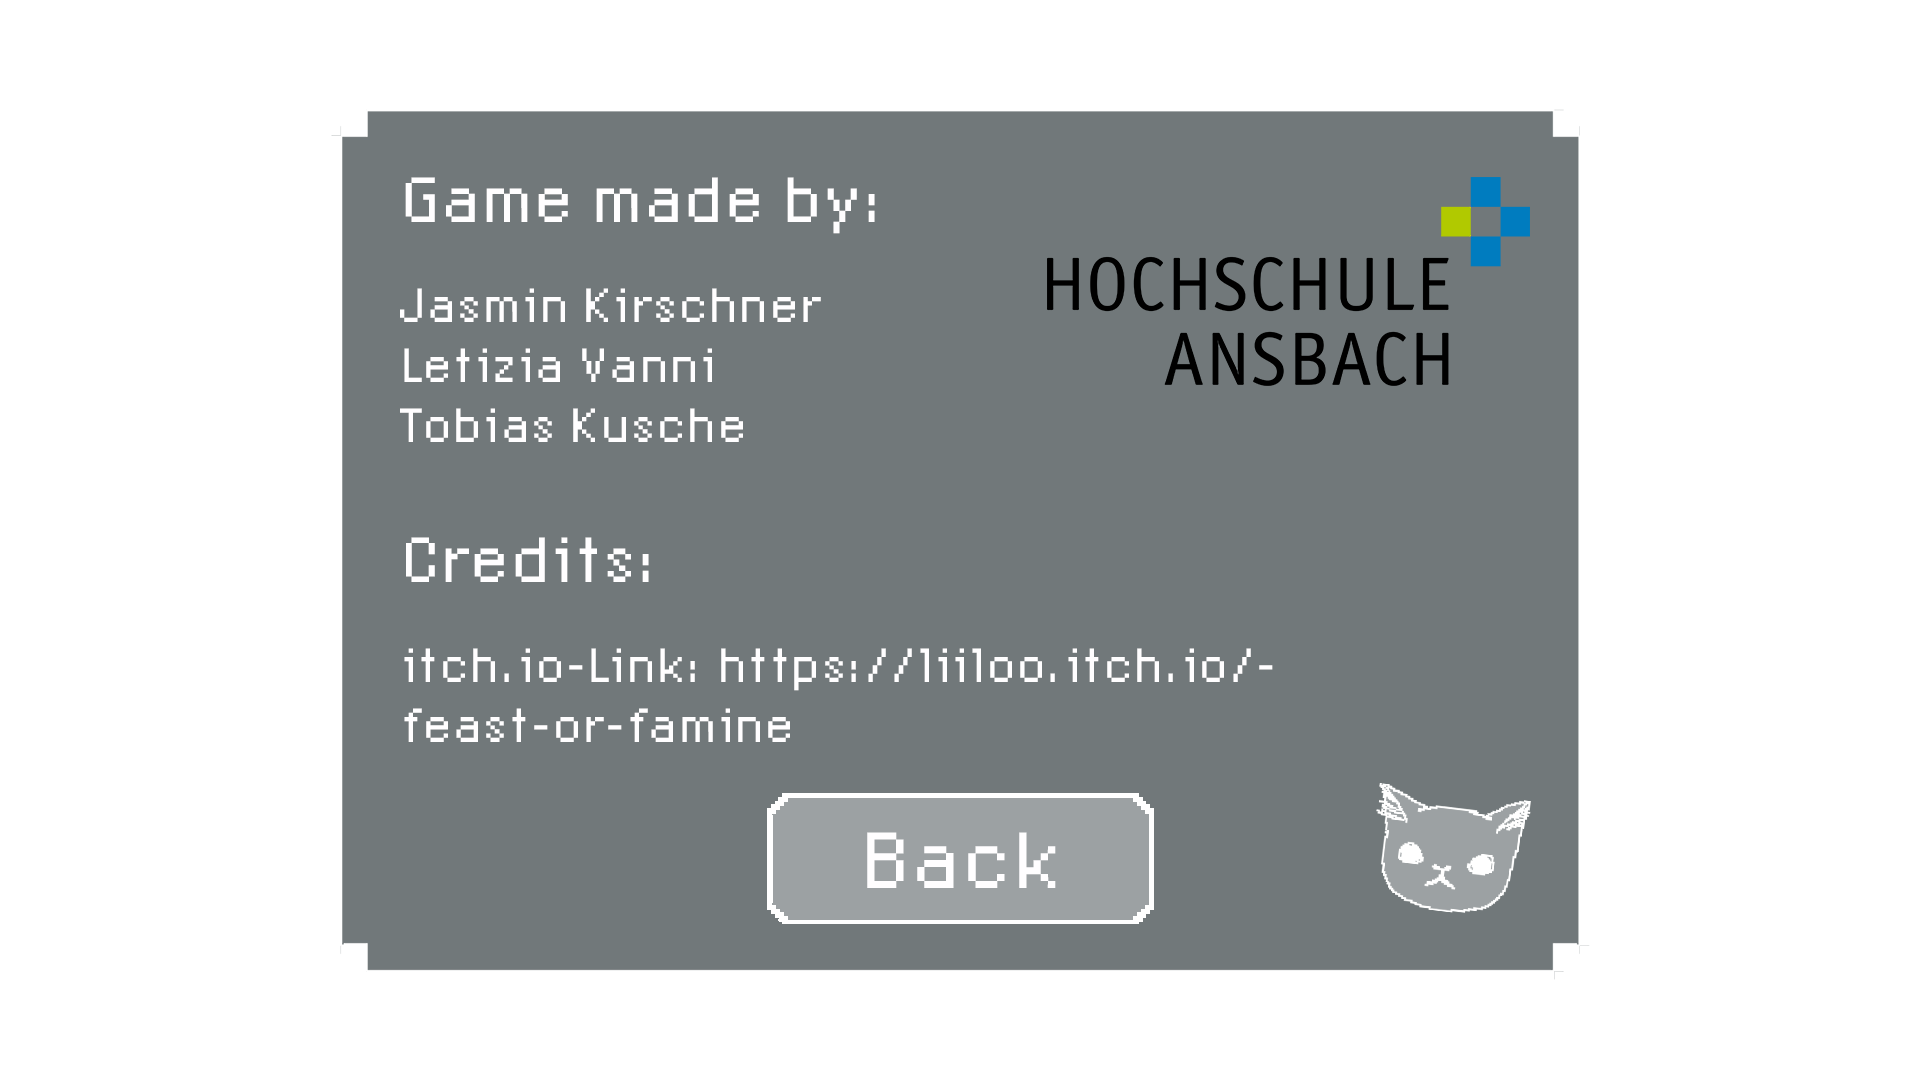 Game made by:
HOCHSCHULE
ANSBACH
Jasmin Kirschner
Letizia Vanni
Tobias Kusche
Credits:
itch.io-Link: https://liiloo.itch.io/-
feast-or-famine
Back